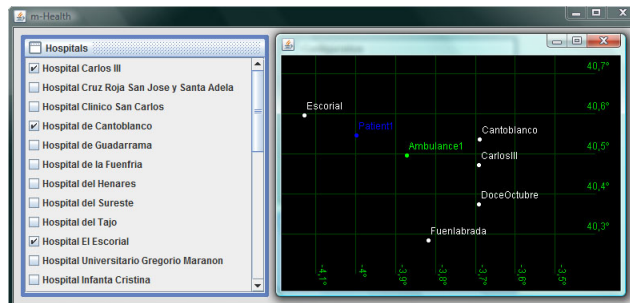 m-Health
Hospitals
Hospital Carlos III
Hospital Cruz Roja San Jose y Santa Adela
Hospital Clinico San Carlos
Hospital de Cantoblanco
Hospital de Guadarrama
Hospital de la Fuenfria
Hospital del Henares
Hospital del Sureste
Hospital del Tajo
Hospital El Escorial
Hospital Universitario Gregorio Maranon
Hospital Infanta Cristina
40,7°
40,6°
Escorial
Patient1
Cantoblanco
Ambulance1
40,5°
CarlosIII
40,4°
DoceOctubre
40,3°
Fuenlabrada
-4,1°
-4°
-3,9°
-3,8°
-3,7°
-3,6°
-3,5°